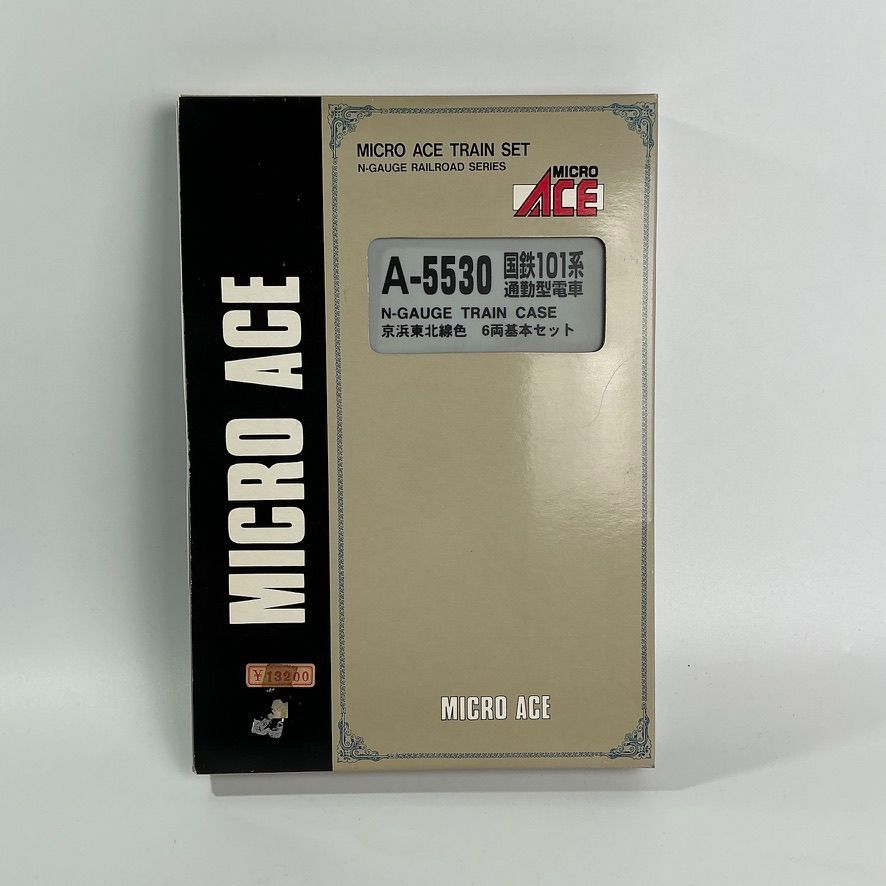 MICRO ACE TRAIN SET
N-GAUGE RAILROAD SERIES
MICRO
ACE
A-5530 国鉄101系
通勤型電車
N-GAUGE TRAIN CASE
京浜東北線色 6両基本セット
MICRO ACE
¥13200
MICRO ACE